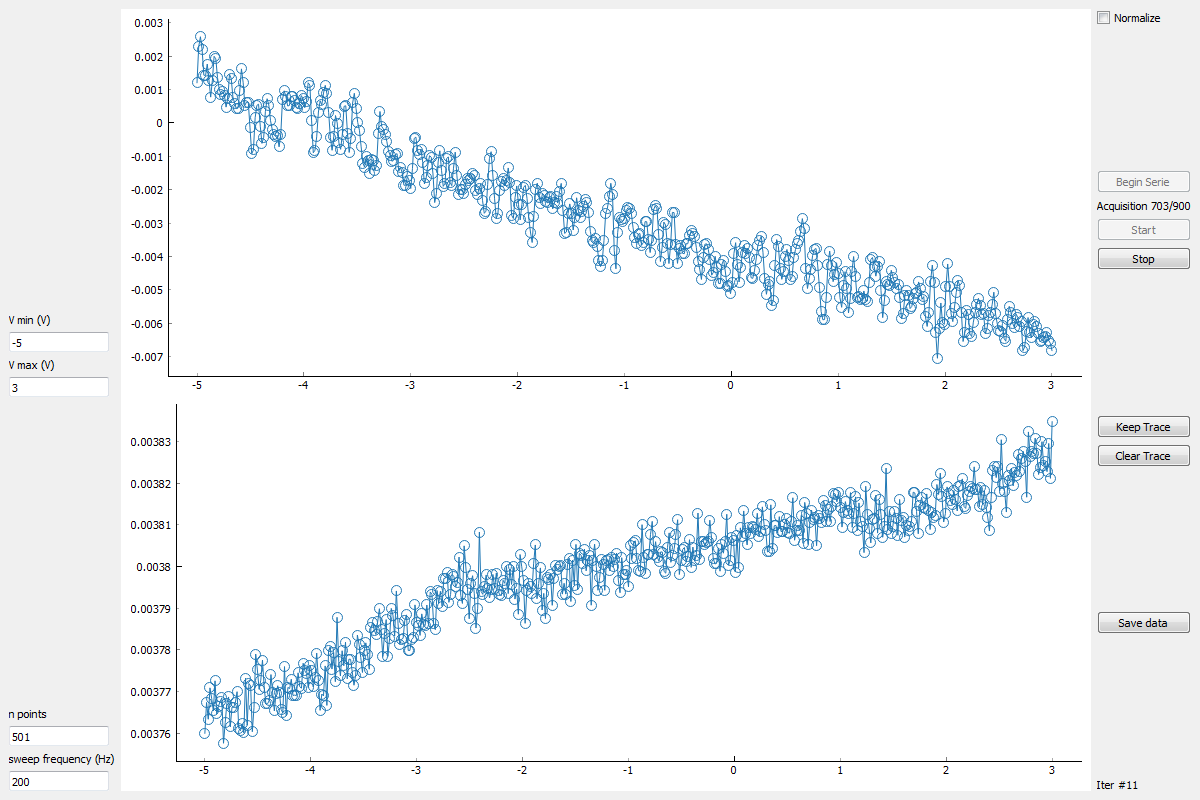 Normalize
0.003
0.002
0.001
0
-0.001
-0.002
-0.003
-0.004
-0.005
-0.006
-0.007
-5 -4 -3 -2 -1 0 1 2 3
Begin Serie
Acquisition 703/900
Start
Stop
V min (V)
-5
V max (V)
3
0.00383
0.00382
0.00381
0.0038
0.00379
0.00378
0.00377
0.00376
-5 -4 -3 -2 -1 0 1 2 3
Keep Trace
Clear Trace
Save data
n points
501
sweep frequency (Hz)
200
Iter #11